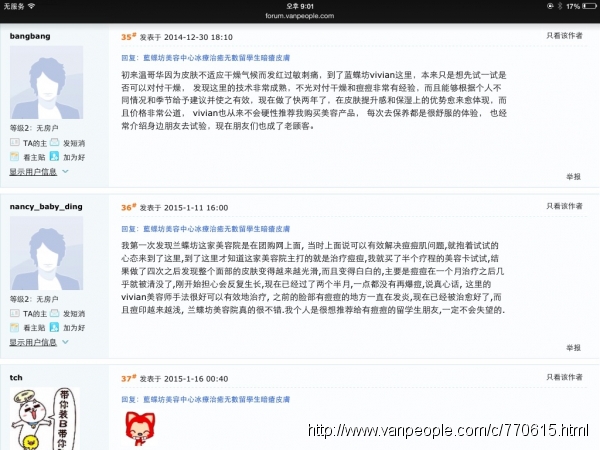 无服务 오후 9:01 17%
forum.vanpeople.com
bangbang
35# 发表于 2014-12-30 18:10 只看该作者
回复：藍蝶坊美容中心冰療治癒无数留學生暗瘡皮膚
初来温哥华因为皮肤不适应干燥气候而发红过敏刺痛，到了蓝蝶坊vivian这里，本来只是想先试一试是
否可以对付干燥， 发现这里的技术非常成熟，不光对付干燥和痘痘非常有经验，而且能够根据个人不
同情况和季节给予建议并使之有效，现在做了快两年了，在皮肤提升感和保湿上的优势愈来愈体现，而
且价格非常公道， vivian也从来不会硬性推荐我购买美容产品， 每次去保养都是很舒服的体验， 也经
常介绍身边朋友去试验，现在朋友们也成了老顾客。
等级2：无房户
TA的主 发短消
看主贴 加为好
显示用户信息
举报
nancy_baby_ding
36# 发表于 2015-1-11 16:00 只看该作者
回复：藍蝶坊美容中心冰療治癒无数留學生暗瘡皮膚
我第一次发现兰蝶坊这家美容院是在团购网上面, 当时上面说可以有效解决痘痘肌问题,就抱着试试的
心态来到了这里,到了这里才知道这家美容院主打的就是治疗痘痘,我就买了半个疗程的美容卡试试,结
果做了四次之后发现整个面部的皮肤变得越来越光滑,而且变得白白的,主要是痘痘在一个月治疗之后几
乎就被清没了,刚开始担心会反复生长,现在已经过了两个半月,一点都没有再爆痘,说真心话, 这里的
vivian美容师手法很好可以有效地治疗, 之前的脸部有痘痘的地方一直在发炎,现在已经被治愈好了,而
且痘印越来越浅, 兰蝶坊美容院真的很不错.我个人是很想推荐给有痘痘的留学生朋友,一定不会失望的.
等级2：无房户
TA的主 发短消
看主贴 加为好
显示用户信息
举报
tch
37# 发表于 2015-1-16 00:40 只看该作者
回复：藍蝶坊美容中心冰療治癒无数留學生暗瘡皮膚
带你装B带你
http://www.vanpeople.com/c/770615.html